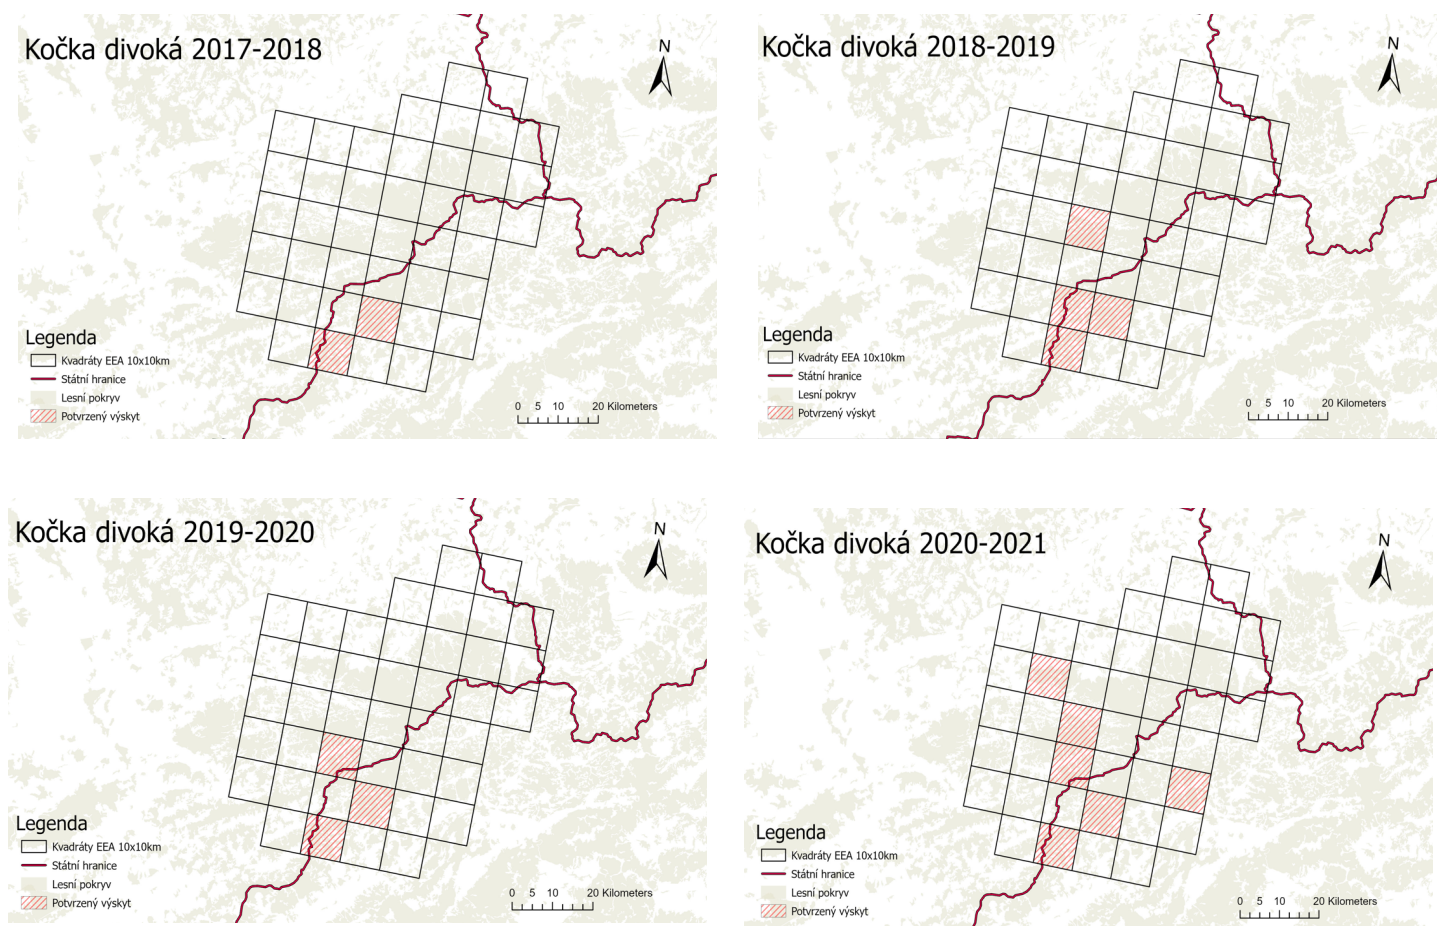 Kočka divoká 2017-2018
N
Legenda
Kvadráty EEA 10x10km
Státní hranice
Lesní pokryv
Potvrzený výskyt
0 5 10 20 Kilometers
Kočka divoká 2018-2019
N
Legenda
Kvadráty EEA 10x10km
Státní hranice
Lesní pokryv
Potvrzený výskyt
0 5 10 20 Kilometers
Kočka divoká 2019-2020
N
Legenda
Kvadráty EEA 10x10km
Státní hranice
Lesní pokryv
Potvrzený výskyt
0 5 10 20 Kilometers
Kočka divoká 2020-2021
N
Legenda
Kvadráty EEA 10x10km
Státní hranice
Lesní pokryv
Potvrzený výskyt
0 5 10 20 Kilometers